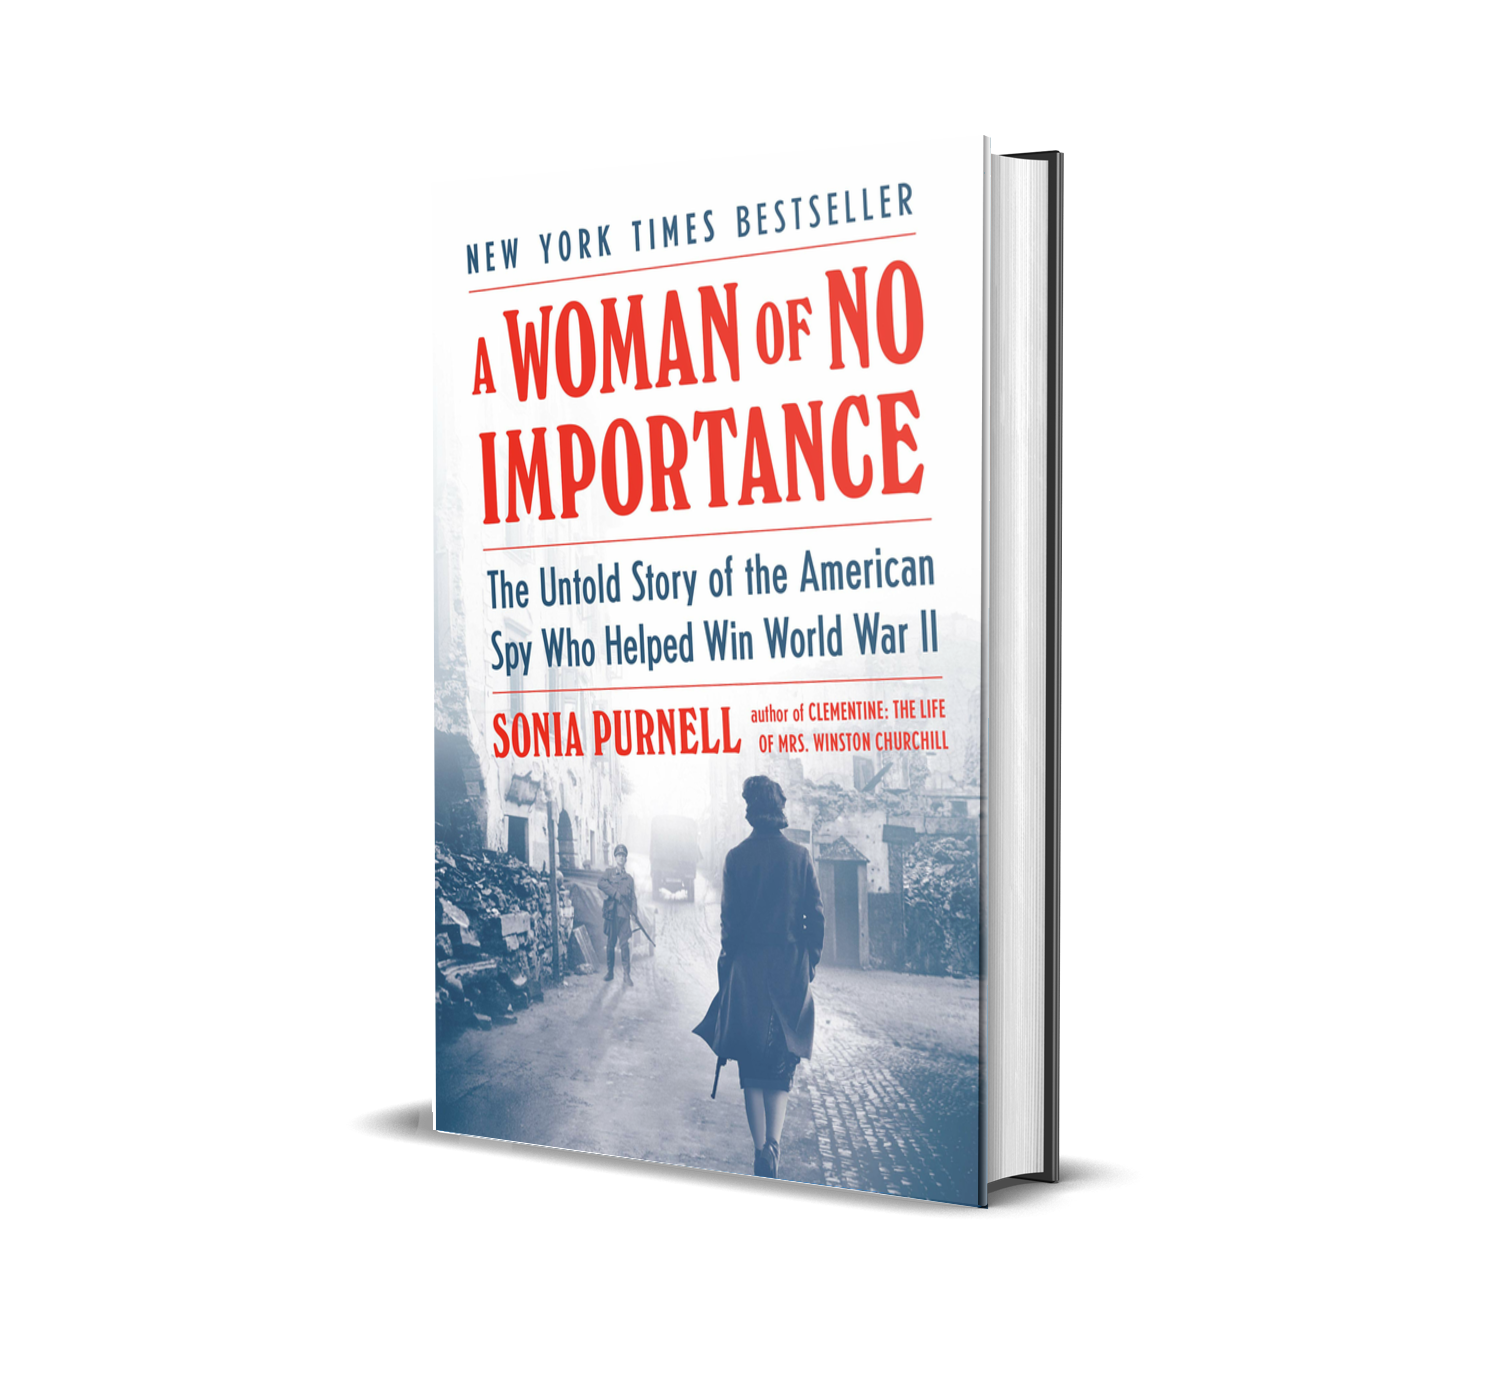 NEW YORK TIMES BESTSELLER
A WOMAN OF NO
IMPORTANCE
The Untold Story of the American
Spy Who Helped Win World War II
SONIA PURNELL
author of CLEMENTINE: THE LIFE
OF MRS. WINSTON CHURCHILL